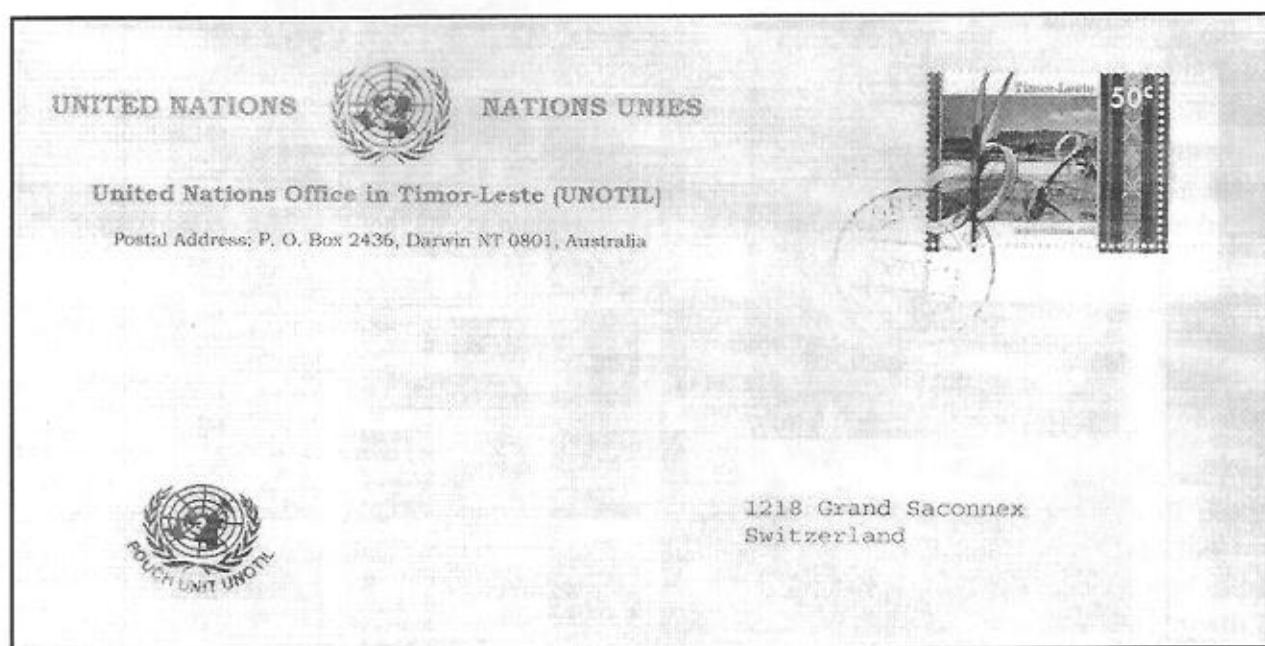 UNITED NATIONS NATIONS UNIES
United Nations Office in Timor-Leste (UNOTIL)
Postal Address: P. O. Box 2436, Darwin NT 0801, Australia
Timor-Leste
50c
1218 Grand Saconnex
Switzerland
POUCH UNIT UNOTIL